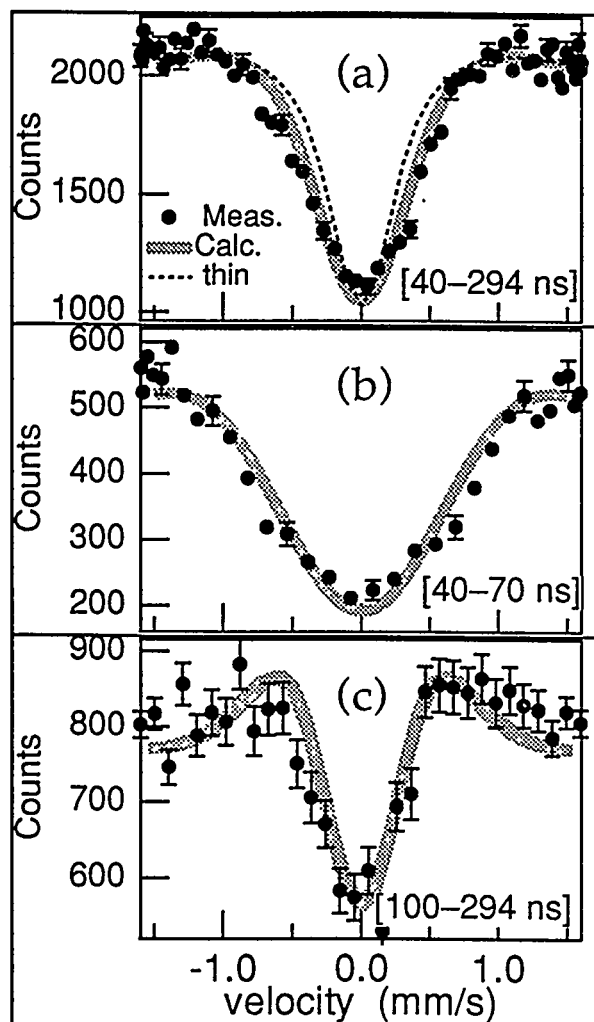 2000
1500
1000
Counts
(a)
Meas.
Calc.
thin
[40–294 ns]
600
500
400
300
200
Counts
(b)
[40–70 ns]
900
800
700
600
Counts
(c)
[100–294 ns]
-1.0 0.0 1.0
velocity (mm/s)